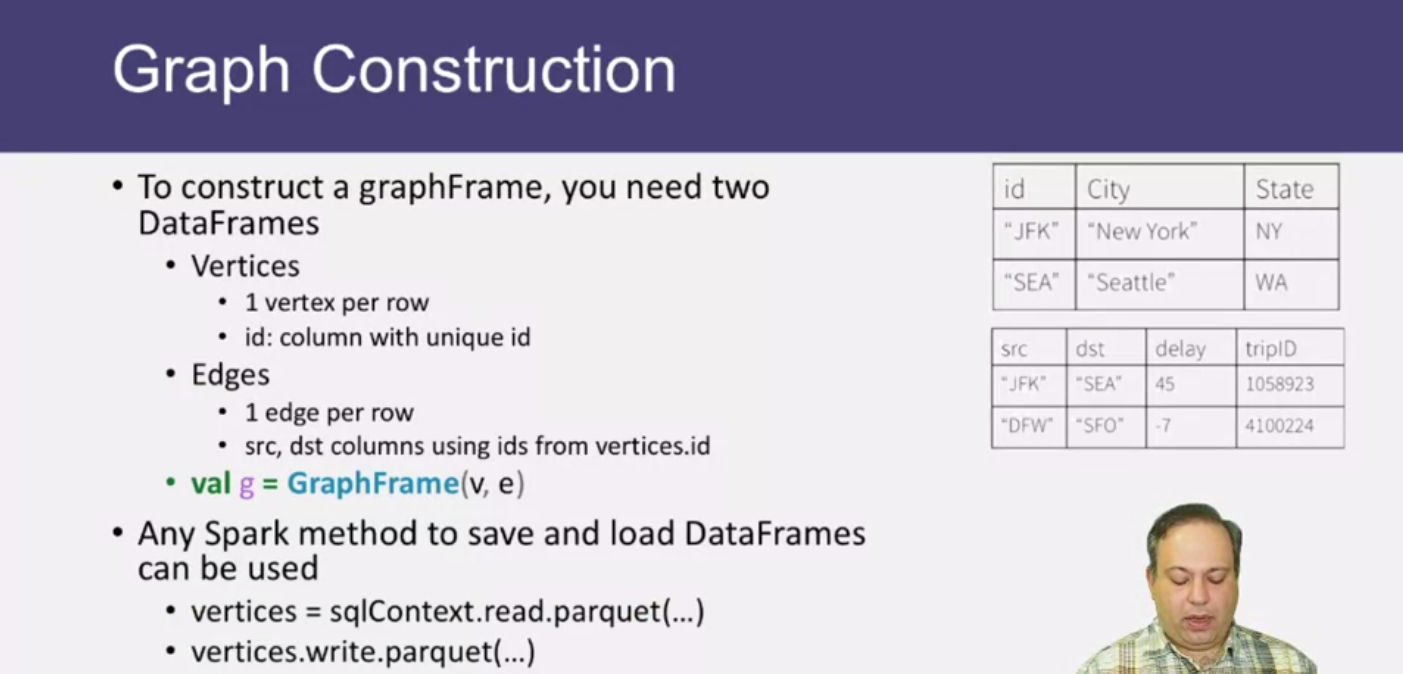 Graph Construction
• To construct a graphFrame, you need two
DataFrames
• Vertices
• 1 vertex per row
• id: column with unique id
• Edges
• 1 edge per row
• src, dst columns using ids from vertices.id
• val g = GraphFrame(v, e)
• Any Spark method to save and load DataFrames
can be used
• vertices = sqlContext.read.parquet(...)
• vertices.write.parquet(...)
id City State
"JFK" "New York" NY
"SEA" "Seattle" WA
src dst delay tripID
"JFK" "SEA" 45 1058923
"DFW" "SFO" -7 4100224